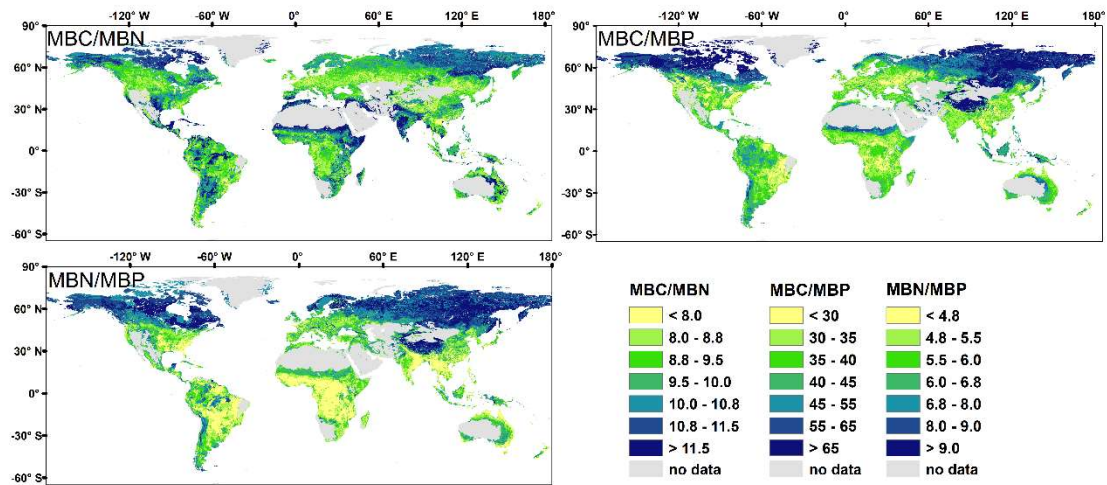 -120° W -60° W 0° 60° E 120° E 180°
90°
MBC/MBN
60°
30° N
0°
-30° S
-60° S
-120° W -60° W 0° 60° E 120° E 180°
90°
MBC/MBP
60°
30° N
0°
-30° S
-60° S
-120° W -60° W 0° 60° E 120° E 180°
90°
MBN/MBP
60°
30° N
0°
-30° S
-60° S
MBC/MBN MBC/MBP MBN/MBP
< 8.0 < 30 < 4.8
8.0 - 8.8 30 - 35 4.8 - 5.5
8.8 - 9.5 35 - 40 5.5 - 6.0
9.5 - 10.0 40 - 45 6.0 - 6.8
10.0 - 10.8 45 - 55 6.8 - 8.0
10.8 - 11.5 55 - 65 8.0 - 9.0
> 11.5 > 65 > 9.0
no data no data no data